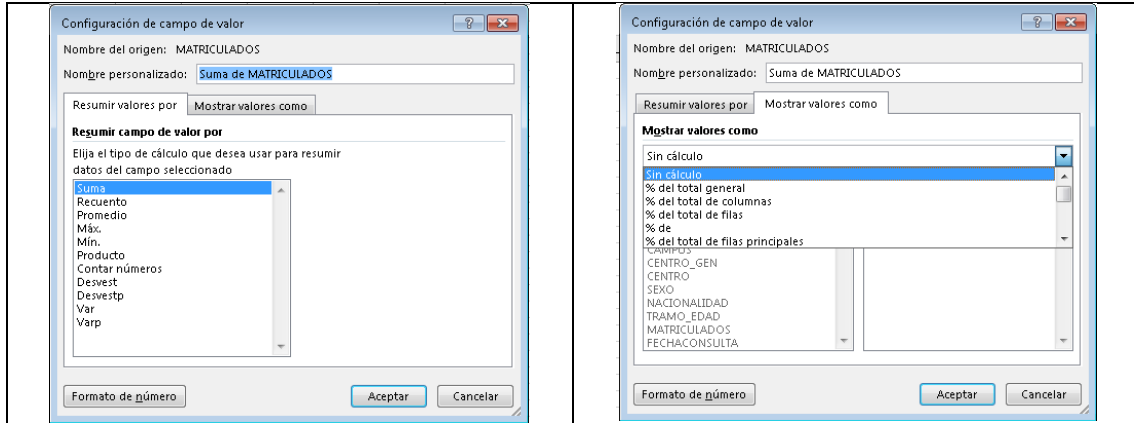 Configuración de campo de valor
Nombre del origen: MATRICULADOS
Nombre personalizado: Suma de MATRICULADOS
Resumir valores por Mostrar valores como
Resumir campo de valor por
Elija el tipo de cálculo que desea usar para resumir
datos del campo seleccionado
Suma
Recuento
Promedio
Máx.
Mín.
Producto
Contar números
Desvest
Desvestp
Var
Varp
Formato de número Aceptar Cancelar
Configuración de campo de valor
Nombre del origen: MATRICULADOS
Nombre personalizado: Suma de MATRICULADOS
Resumir valores por Mostrar valores como
Mostrar valores como
Sin cálculo
Sin cálculo
% del total general
% del total de columnas
% del total de filas
% de
% del total de filas principales
CAMPUS
CENTRO_GEN
CENTRO
SEXO
NACIONALIDAD
TRAMO_EDAD
MATRICULADOS
FECHACONSULTA
Formato de número Aceptar Cancelar